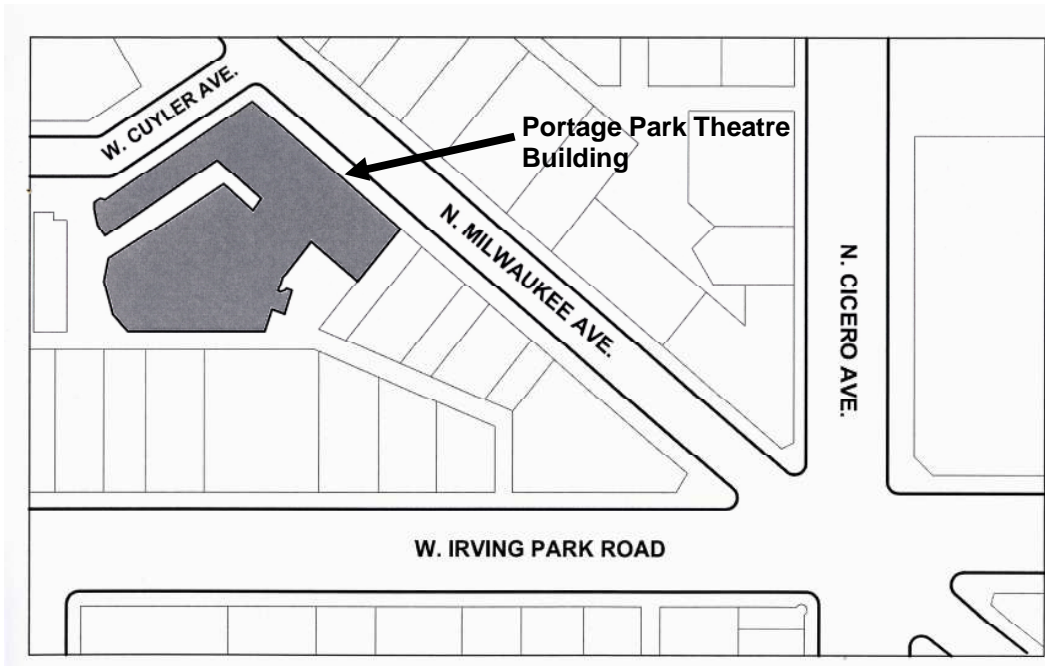 W. CUYLER AVE.
Portage Park Theatre
Building
N. MILWAUKEE AVE.
N. CICERO AVE.
W. IRVING PARK ROAD